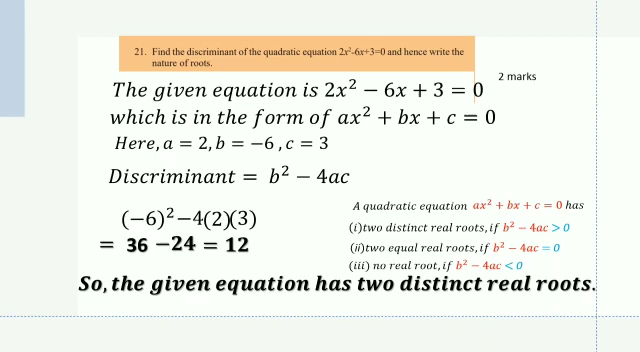 21. Find the discriminant of the quadratic equation 2x²-6x+3=0 and hence write the
nature of roots.
2 marks
The given equation is 2x² − 6x + 3 = 0
which is in the form of ax² + bx + c = 0
Here, a = 2, b = −6 , c = 3
Discriminant = b² − 4ac
(−6)²−4(2)(3)
= 36 −24 = 12
A quadratic equation ax² + bx + c = 0 has
(i)two distinct real roots, if b² − 4ac > 0
(ii)two equal real roots, if b² − 4ac = 0
(iii) no real root, if b² − 4ac < 0
So, the given equation has two distinct real roots.